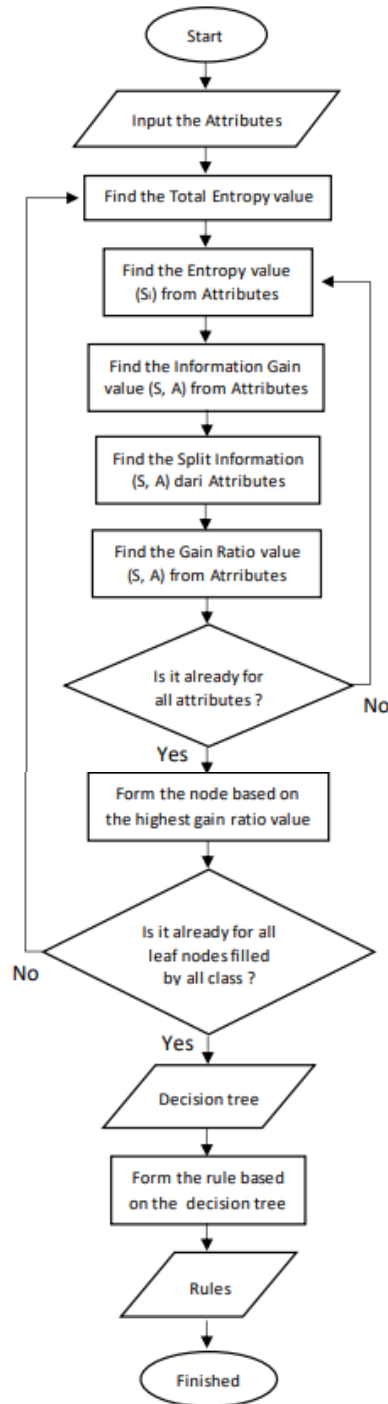 Start
Input the Attributes
Find the Total Entropy value
Find the Entropy value
(Si) from Attributes
Find the Information Gain
value (S, A) from Attributes
Find the Split Information
(S, A) dari Attributes
Find the Gain Ratio value
(S, A) from Atrributes
Is it already for
all attributes ?
No
Yes
Form the node based on
the highest gain ratio value
Is it already for all
leaf nodes filled
by all class ?
No
Yes
Decision tree
Form the rule based
on the decision tree
Rules
Finished